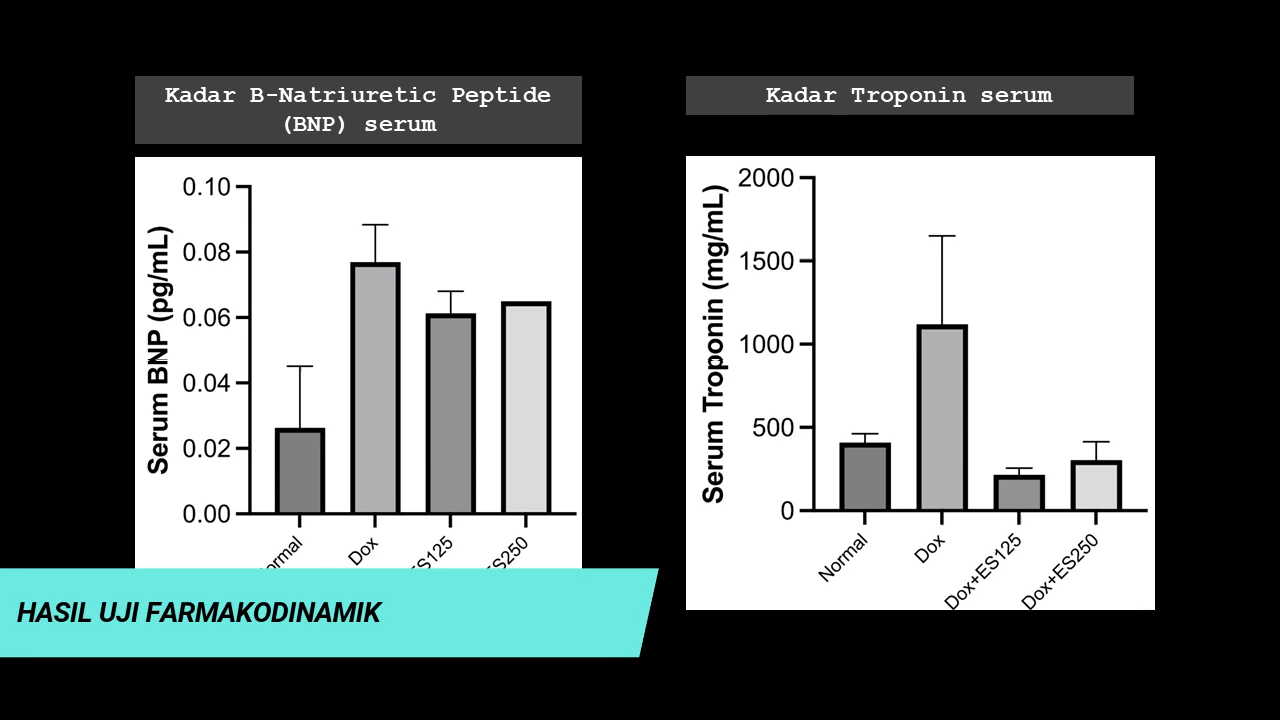 Kadar B-Natriuretic Peptide
(BNP) serum
Serum BNP (pg/mL)
0.10
0.08
0.06
0.04
0.02
0.00
ormal
Dox
ES125
ES250
Kadar Troponin serum
Serum Troponin (mg/mL)
2000
1500
1000
500
0
Normal
Dox
Dox+ES125
Dox+ES250
HASIL UJI FARMAKODINAMIK